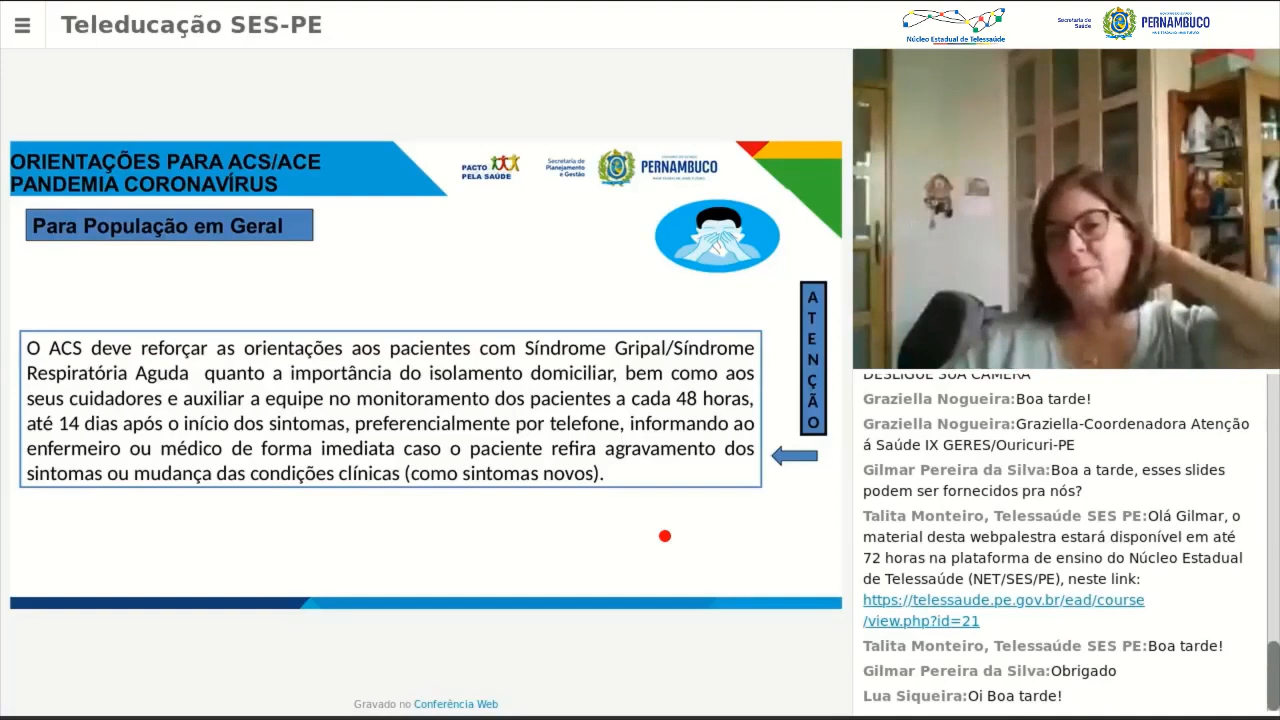 Teleducação SES-PE
Núcleo Estadual de Telessaúde
Secretaria de
Saúde
PERNAMBUCO
ORIENTAÇÕES PARA ACS/ACE
PANDEMIA CORONAVÍRUS
PACTO
PELA SAÚDE
Secretaria de
Planejamento
e Gestão
PERNAMBUCO
Para População em Geral
ATENÇÃO
O ACS deve reforçar as orientações aos pacientes com Síndrome Gripal/Síndrome
Respiratória Aguda quanto a importância do isolamento domiciliar, bem como aos
seus cuidadores e auxiliar a equipe no monitoramento dos pacientes a cada 48 horas,
até 14 dias após o início dos sintomas, preferencialmente por telefone, informando ao
enfermeiro ou médico de forma imediata caso o paciente refira agravamento dos
sintomas ou mudança das condições clínicas (como sintomas novos).
Gravado no Conferência Web
DESLIGUE SUA CÂMERA
Graziella Nogueira:Boa tarde!
Graziella Nogueira:Graziella-Coordenadora Atenção
á Saúde IX GERES/Ouricuri-PE
Gilmar Pereira da Silva:Boa a tarde, esses slides
podem ser fornecidos pra nós?
Talita Monteiro, Telessaúde SES PE:Olá Gilmar, o
material desta webpalestra estará disponível em até
72 horas na plataforma de ensino do Núcleo Estadual
de Telessaúde (NET/SES/PE), neste link:
https://telessaude.pe.gov.br/ead/course
/view.php?id=21
Talita Monteiro, Telessaúde SES PE:Boa tarde!
Gilmar Pereira da Silva:Obrigado
Lua Siqueira:Oi Boa tarde!